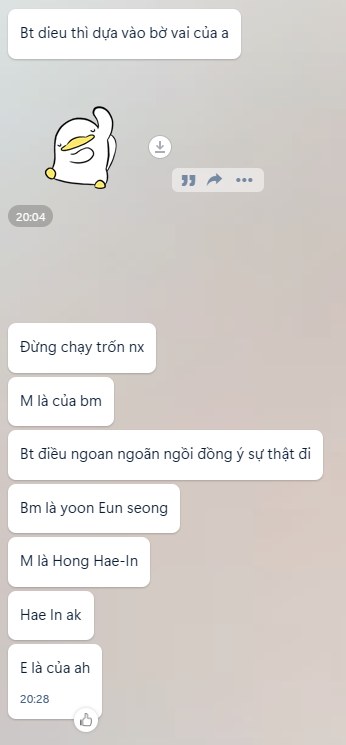 Bt dieu thì dựa vào bờ vai của a
20:04
Đừng chạy trốn nx
M là của bm
Bt điều ngoan ngoãn ngồi đồng ý sự thật đi
Bm là yoon Eun seong
M là Hong Hae-In
Hae In ak
E là của ah
20:28